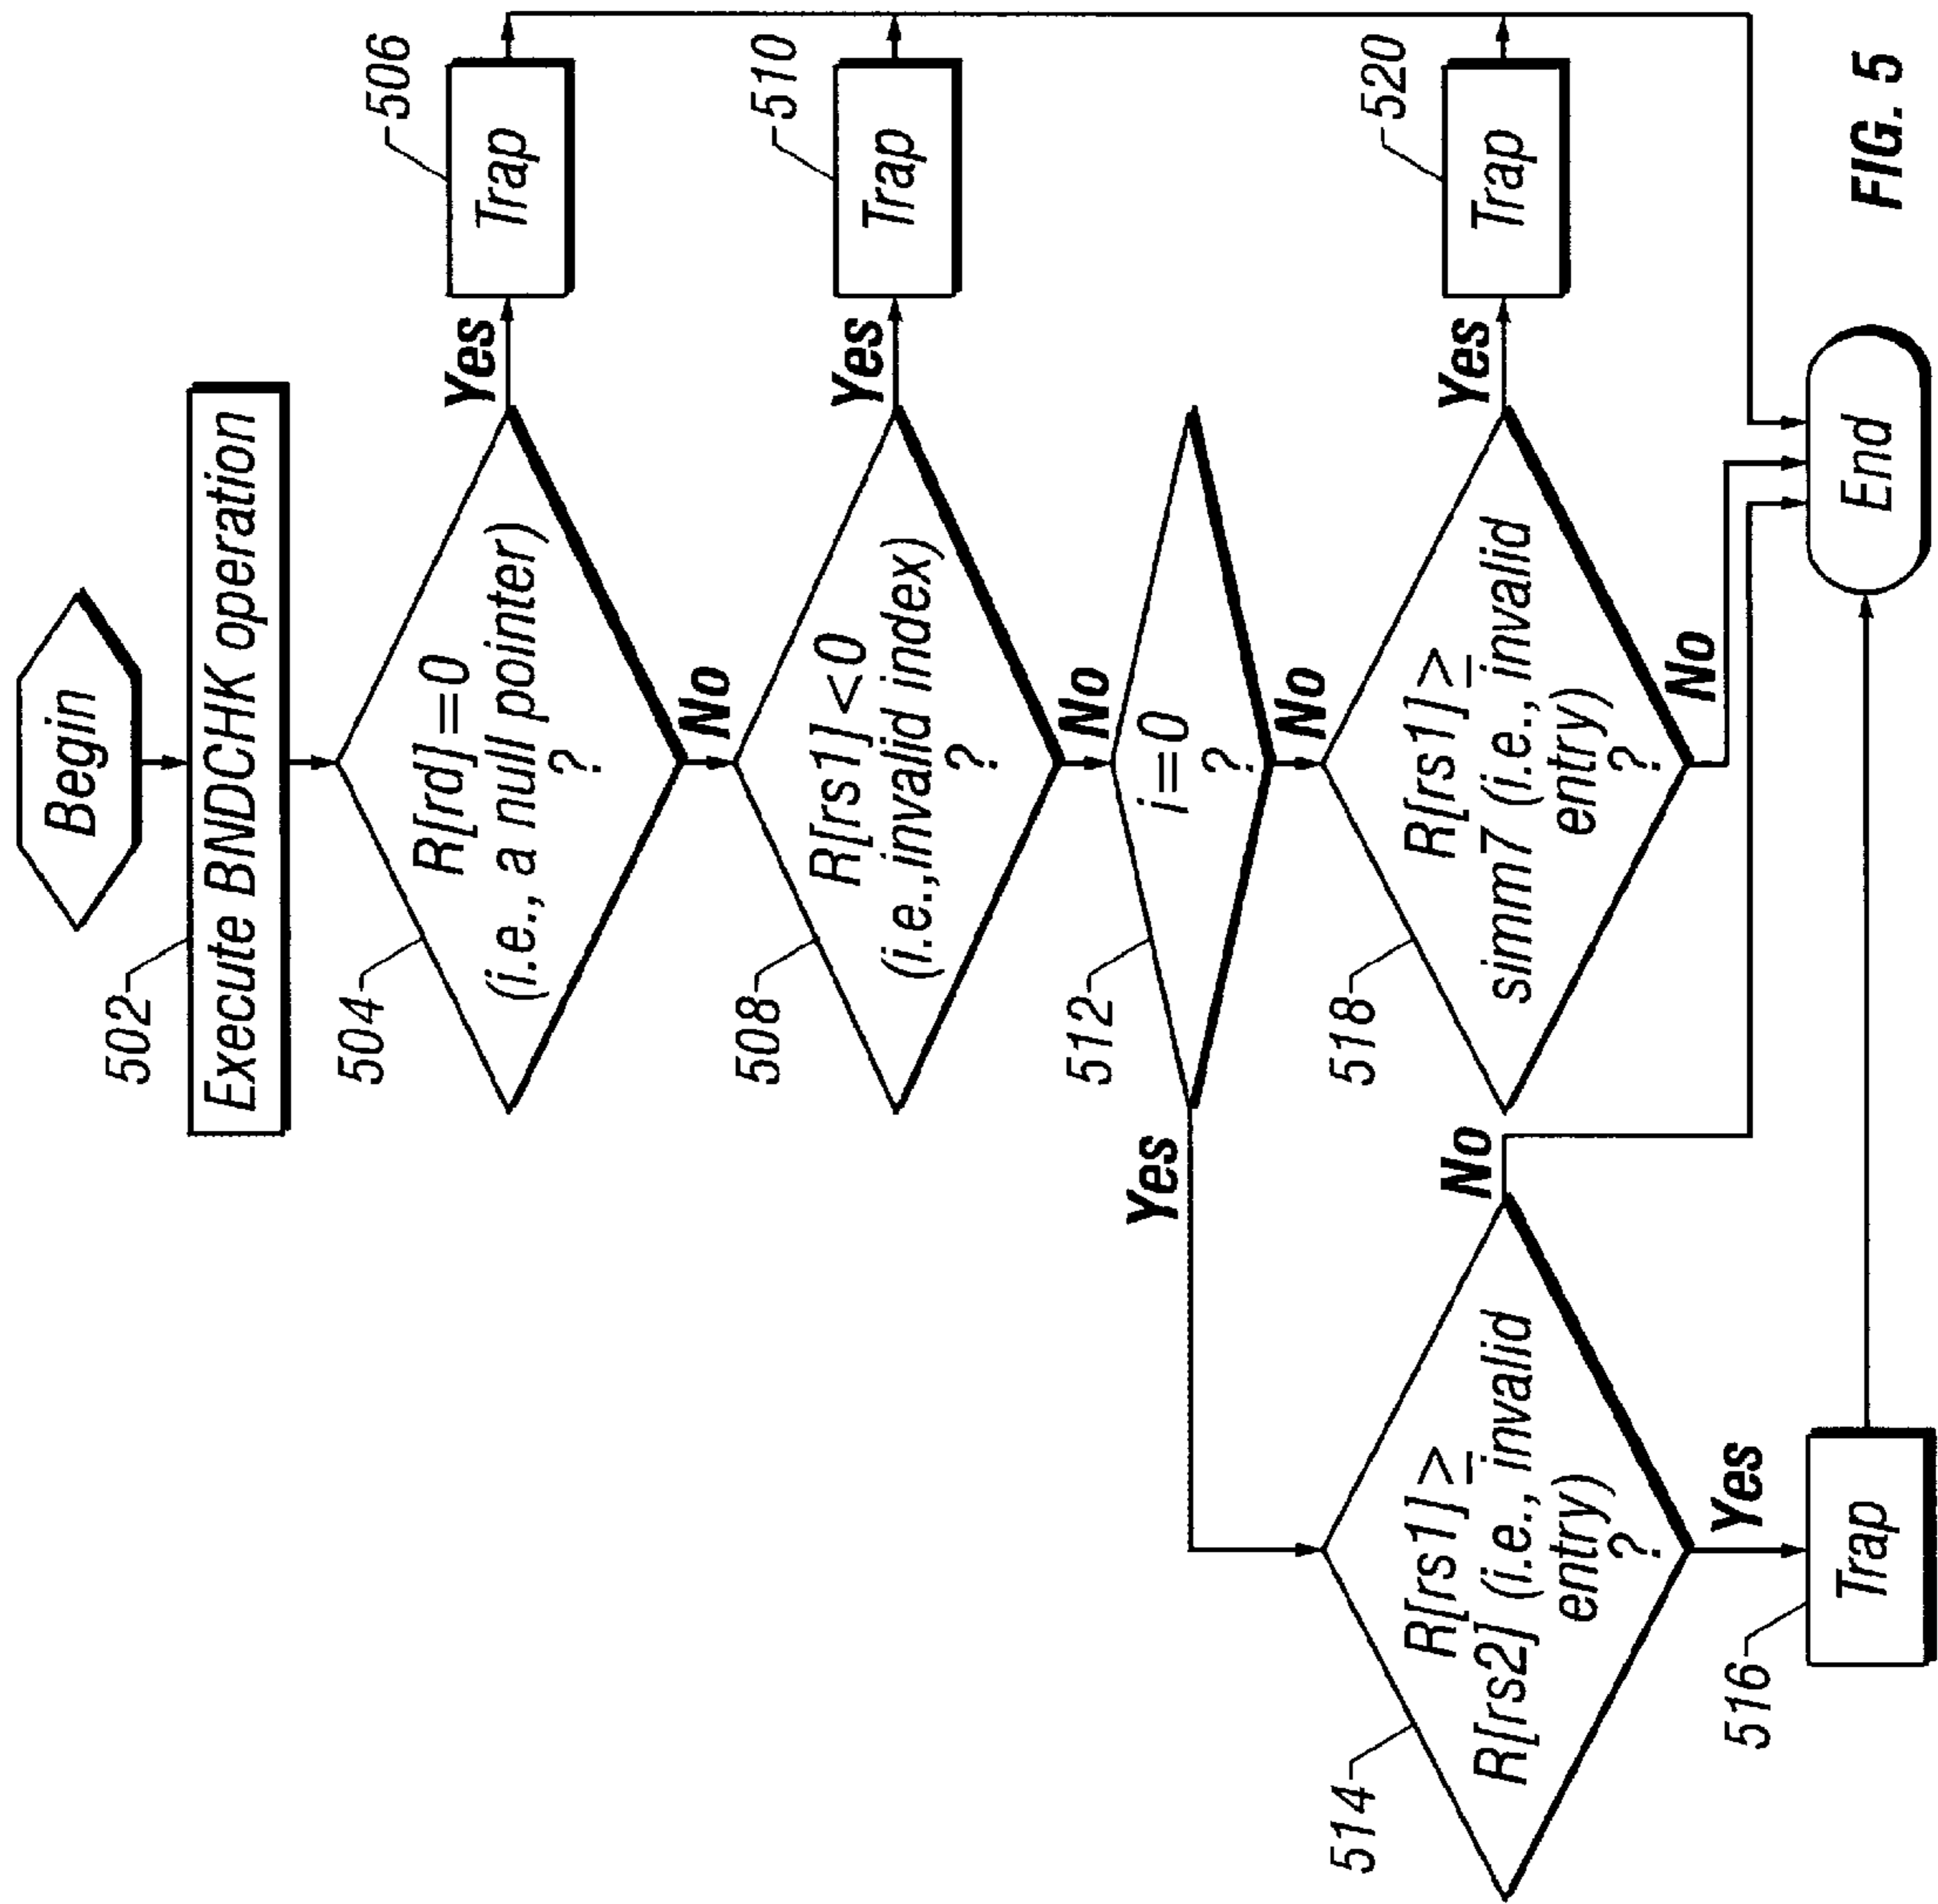 Begin
502
Execute BNDCHK operation
504
R[rd]=0
(i.e., a null pointer)
?
Yes
506
Trap
No
508
R[rs1]<0
(i.e.,invalid index)
?
Yes
510
Trap
No
512
i=0
?
Yes
No
514
R[rs1]≥
R[rs2] (i.e., invalid
entry)
?
No
Yes
516
Trap
518
R[rs1]≥
simm7 (i.e., invalid
entry)
?
Yes
520
Trap
No
End
FIG. 5